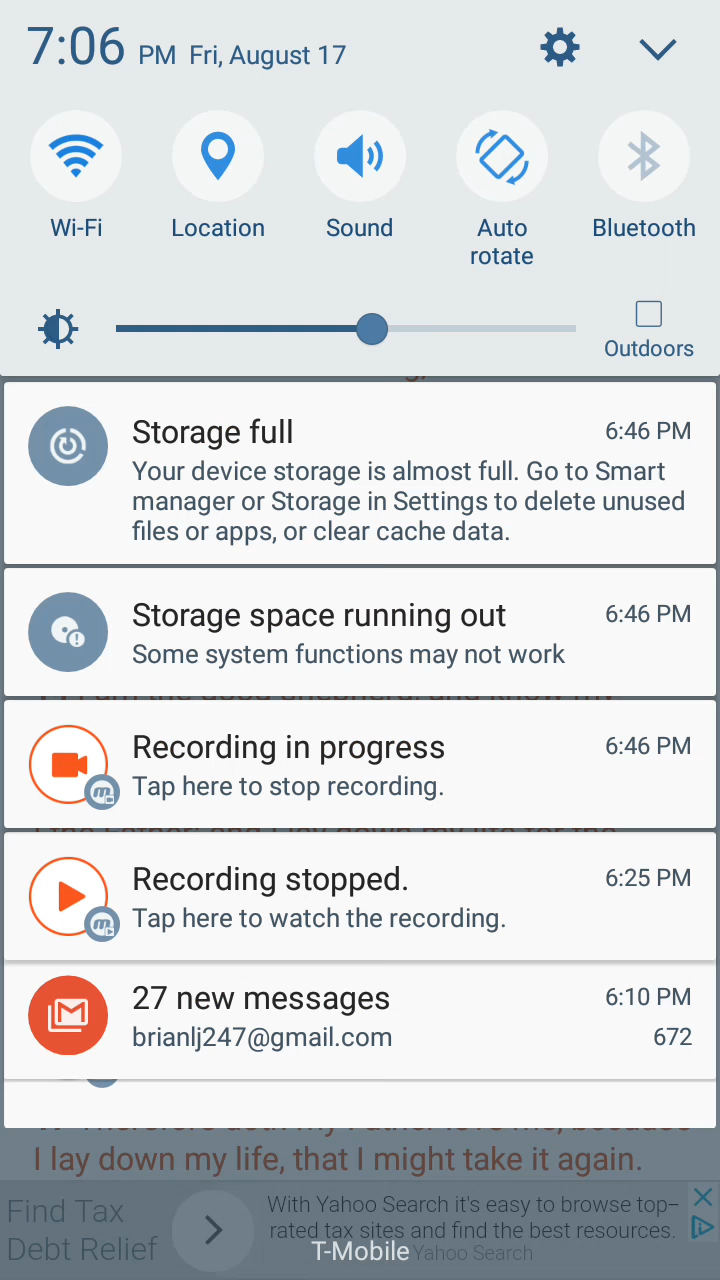 7:06 PM Fri, August 17
Wi-Fi
Location
Sound
Auto
rotate
Bluetooth
Outdoors
Storage full
6:46 PM
Your device storage is almost full. Go to Smart
manager or Storage in Settings to delete unused
files or apps, or clear cache data.
Storage space running out
6:46 PM
Some system functions may not work
Recording in progress
6:46 PM
Tap here to stop recording.
Recording stopped.
6:25 PM
Tap here to watch the recording.
27 new messages
6:10 PM
brianlj247@gmail.com
672
I lay down my life, that I might take it again.
Find Tax
Debt Relief
With Yahoo Search it's easy to browse top–
rated tax sites and find the best resources.
T-Mobile
Yahoo Search